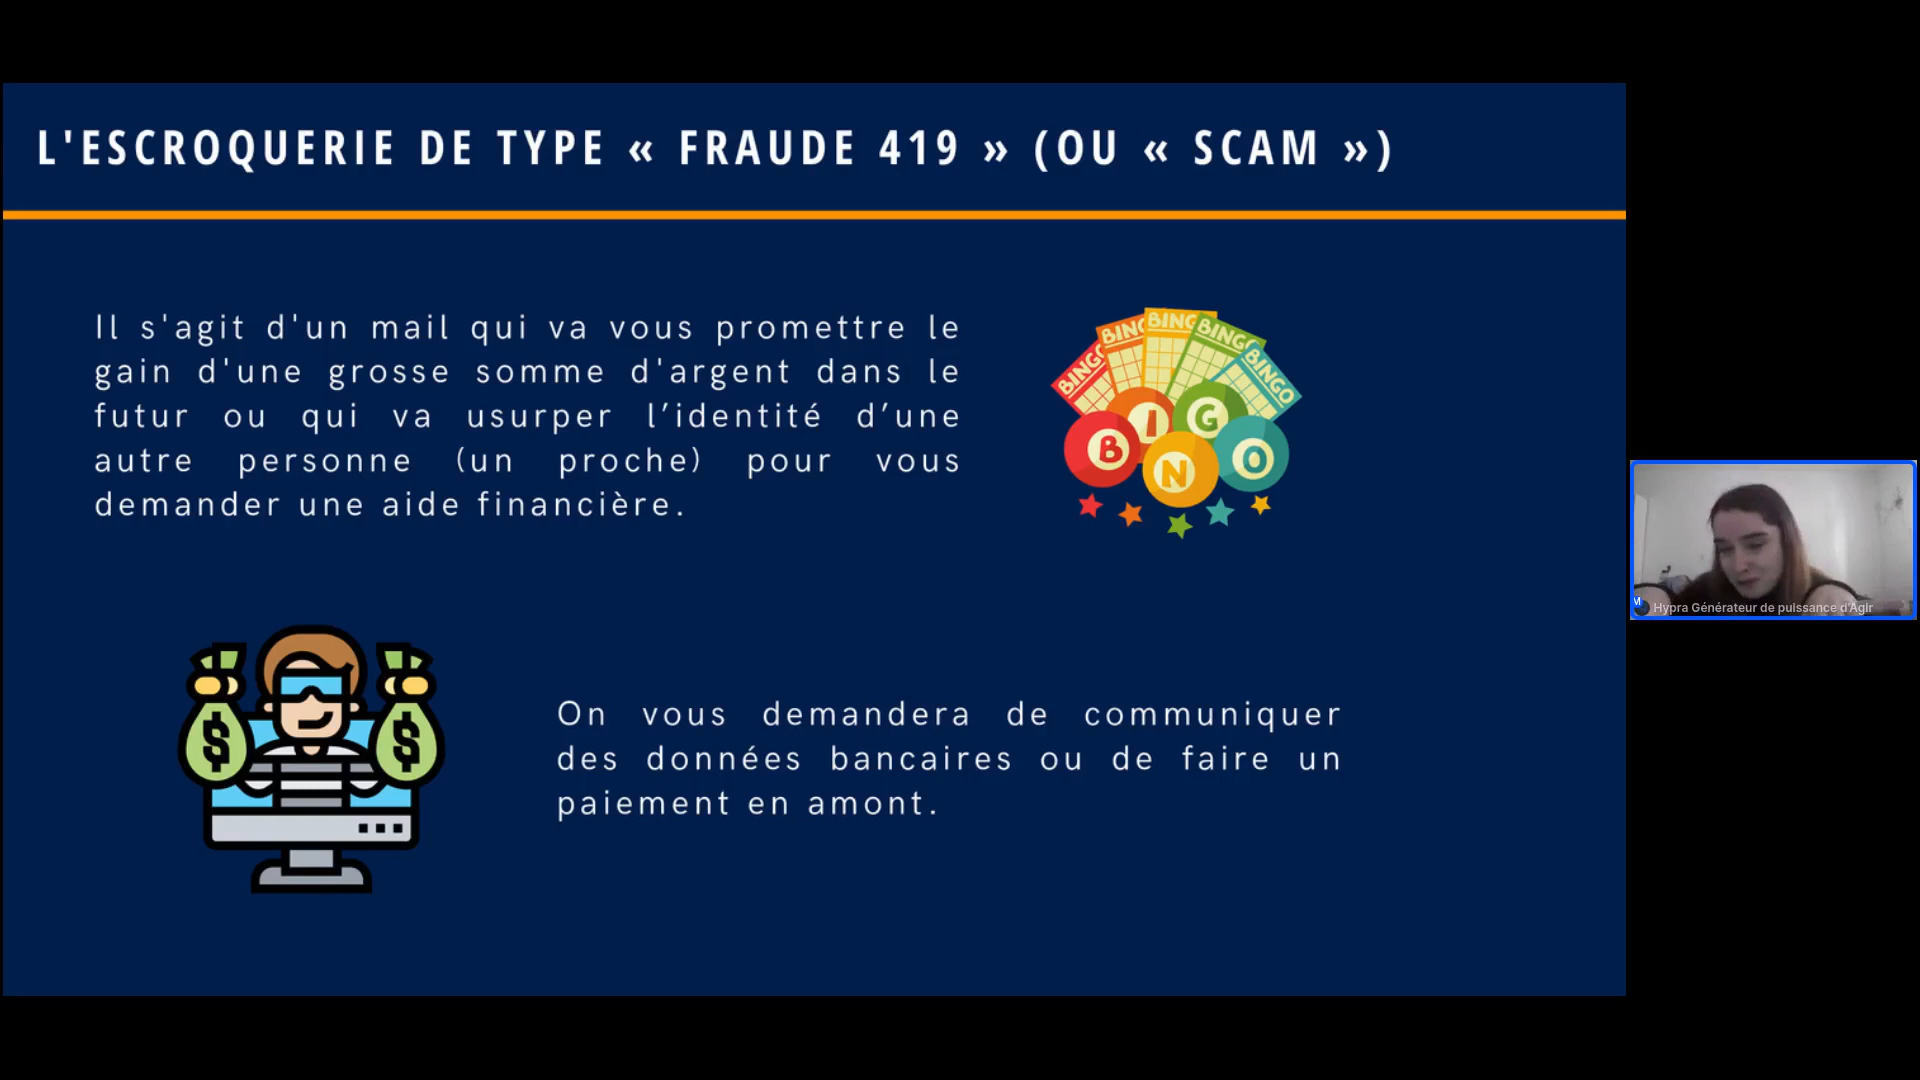 L'ESCROQUERIE DE TYPE « FRAUDE 419 » (OU « SCAM »)
Il s'agit d'un mail qui va vous promettre le
gain d'une grosse somme d'argent dans le
futur ou qui va usurper l’identité d’une
autre personne (un proche) pour vous
demander une aide financière.
BINGO
BINGO
BINGO
BINGO
BINGO
B I N G O
$ $
On vous demandera de communiquer
des données bancaires ou de faire un
paiement en amont.
M
Hypra Générateur de puissance d'Agir